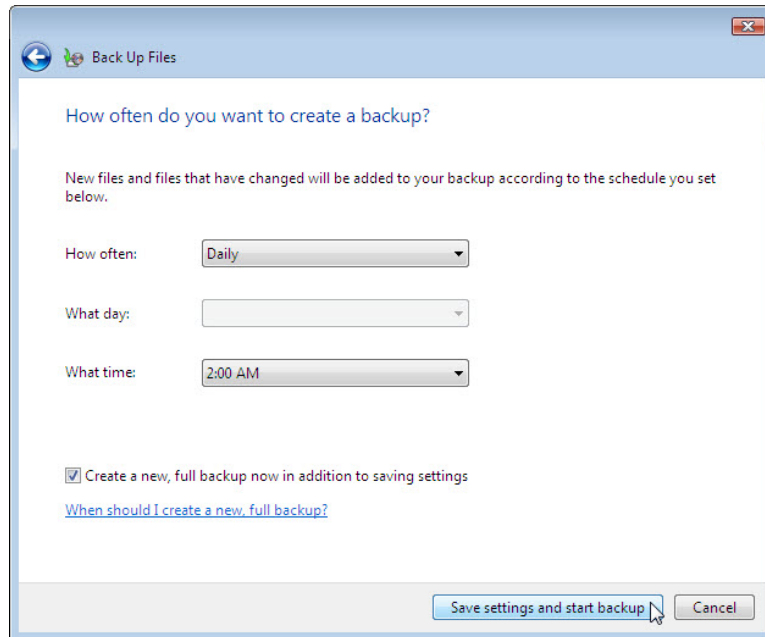 Back Up Files
How often do you want to create a backup?
New files and files that have changed will be added to your backup according to the schedule you set
below.
How often: Daily
What day:
What time: 2:00 AM
Create a new, full backup now in addition to saving settings
When should I create a new, full backup?
Save settings and start backup Cancel